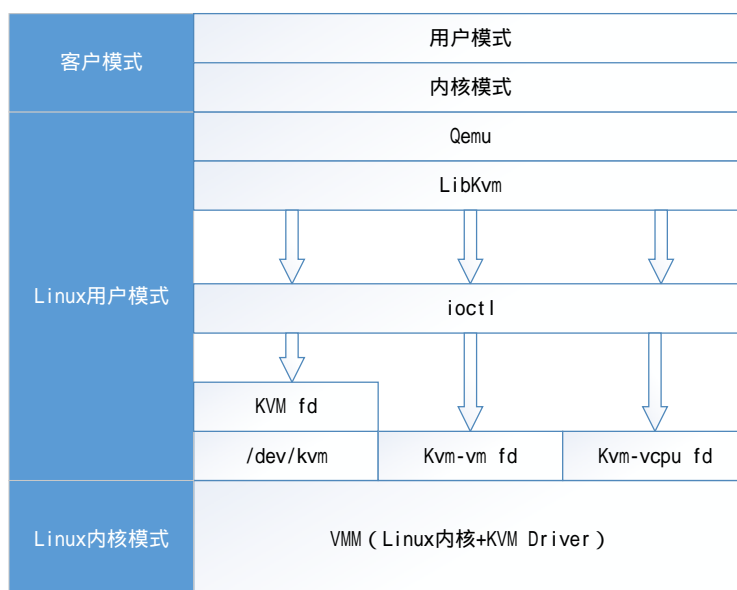 客户模式
用户模式
内核模式
Linux用户模式
Qemu
LibKvm
ioctl
KVM fd
/dev/kvm
Kvm-vm fd
Kvm-vcpu fd
Linux内核模式
VMM（Linux内核+KVM Driver）